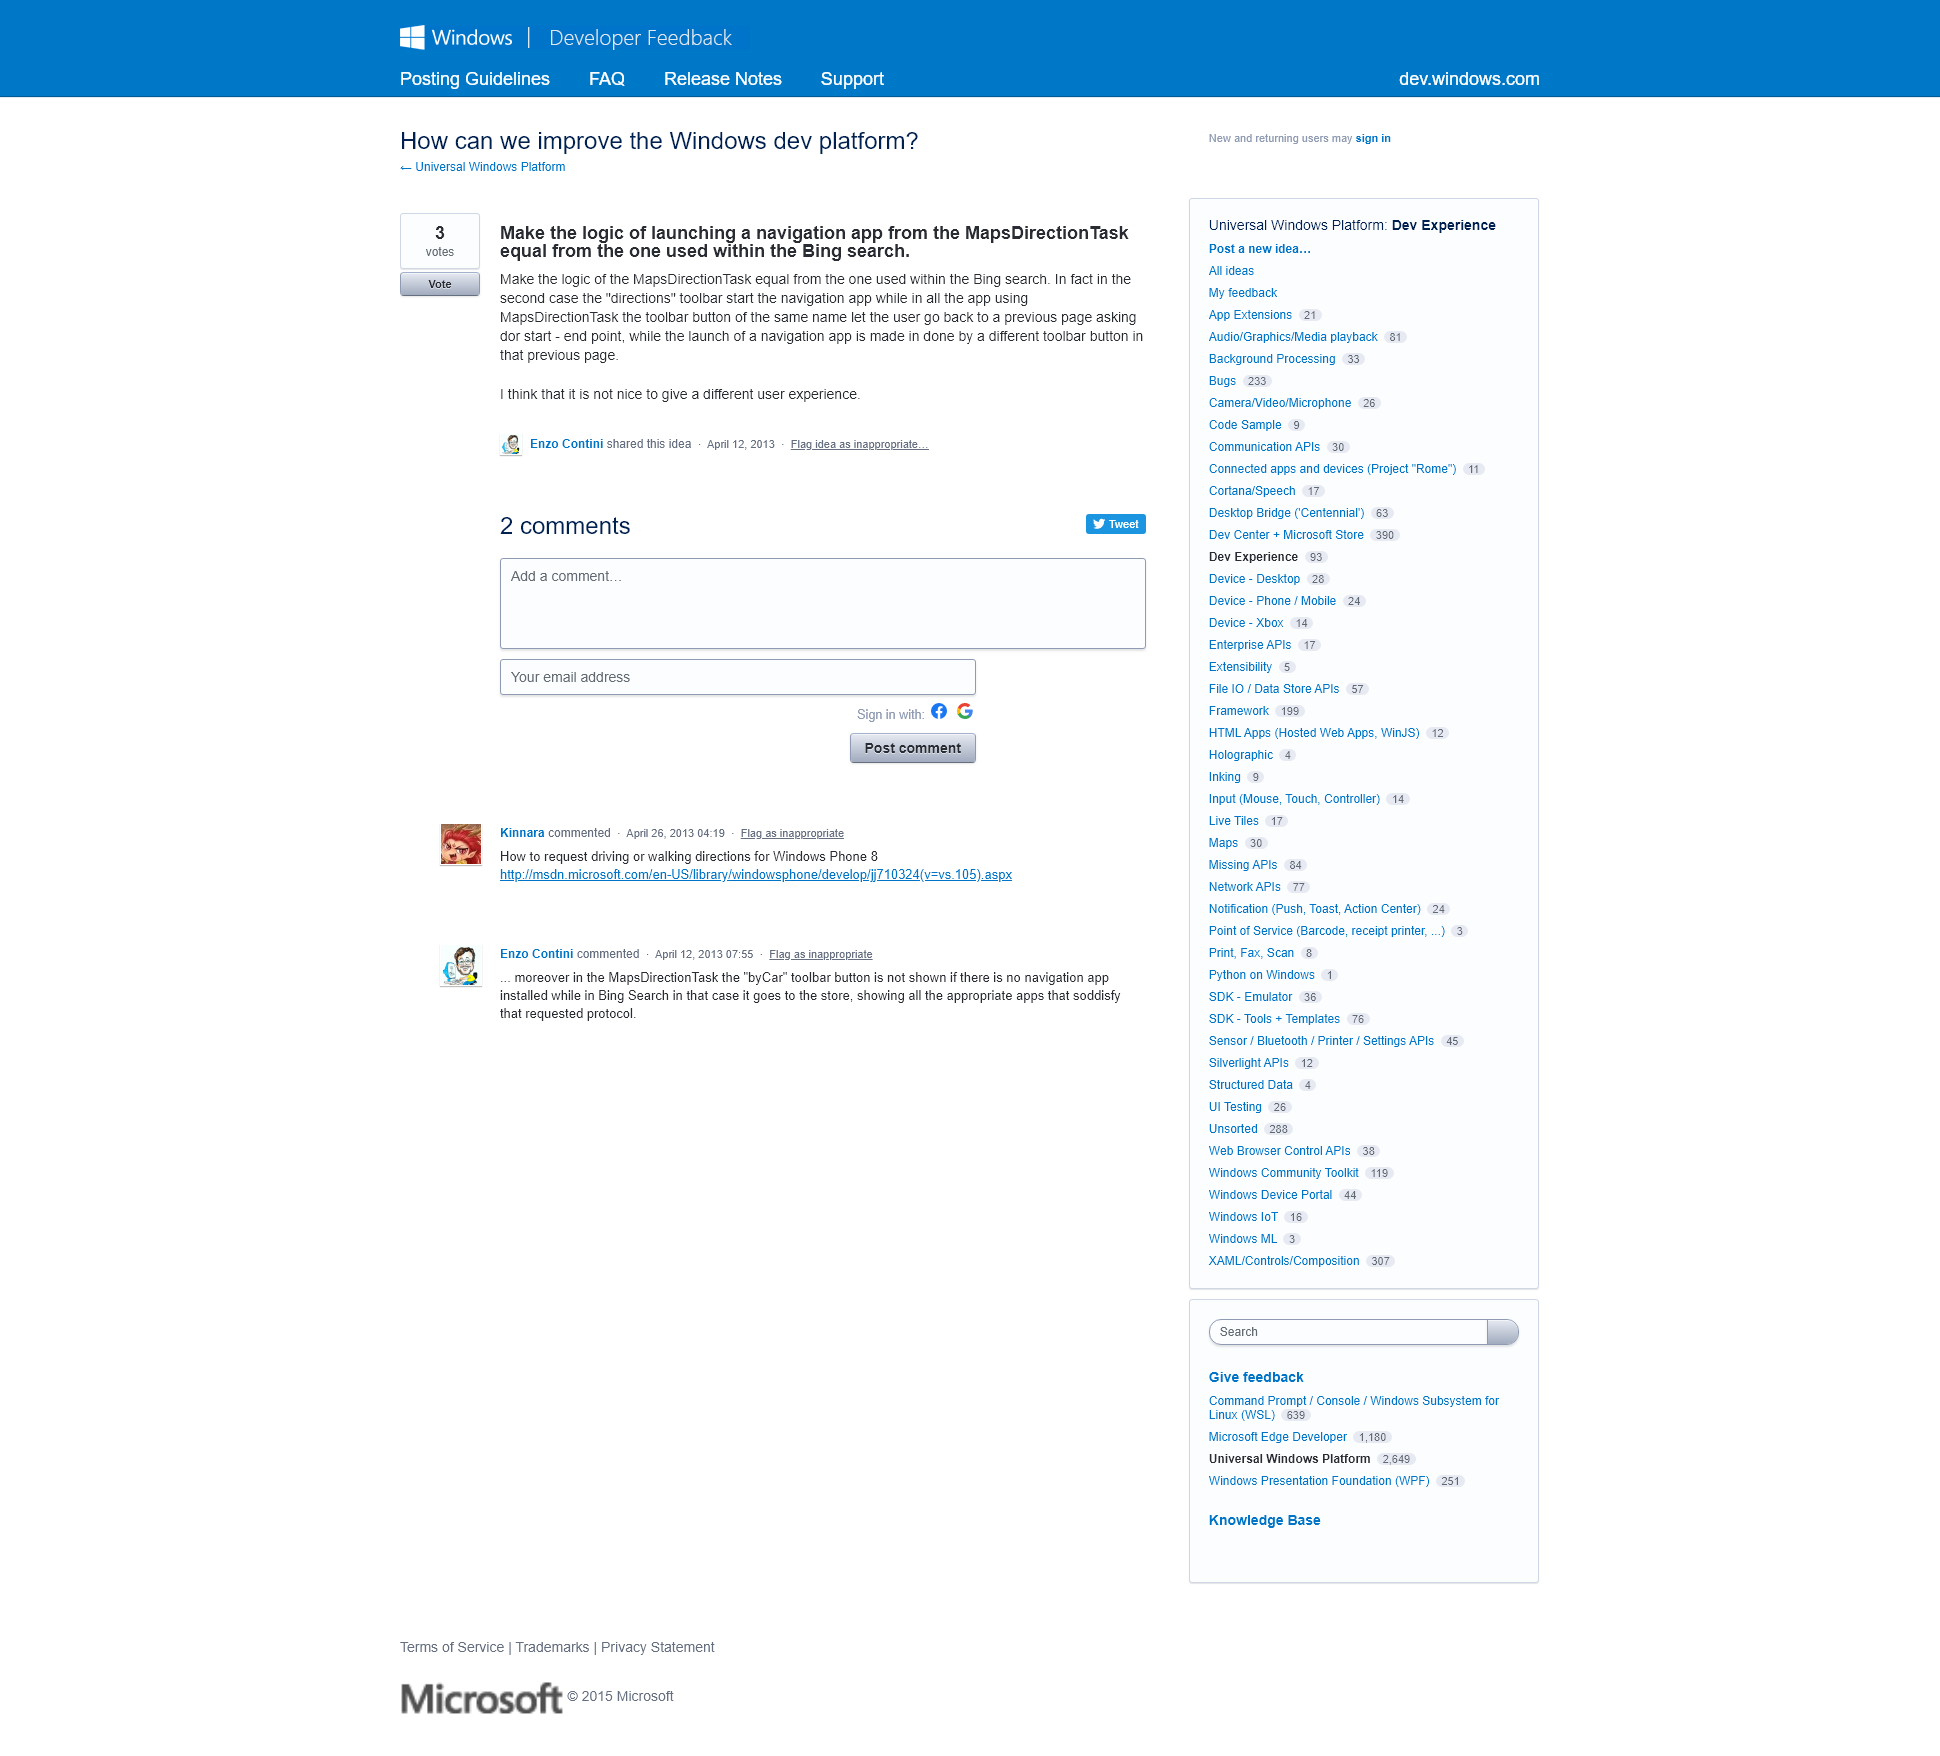 Windows | Developer Feedback
Posting Guidelines FAQ Release Notes Support dev.windows.com
How can we improve the Windows dev platform?
← Universal Windows Platform
New and returning users may sign in
3
votes
Vote
Make the logic of launching a navigation app from the MapsDirectionTask
equal from the one used within the Bing search.
Make the logic of the MapsDirectionTask equal from the one used within the Bing search. In fact in the
second case the "directions" toolbar start the navigation app while in all the app using
MapsDirectionTask the toolbar button of the same name let the user go back to a previous page asking
dor start - end point, while the launch of a navigation app is made in done by a different toolbar button in
that previous page.
I think that it is not nice to give a different user experience.
Enzo Contini shared this idea · April 12, 2013 · Flag idea as inappropriate…
2 comments
Tweet
Add a comment…
Your email address
Sign in with:
Post comment
Kinnara commented · April 26, 2013 04:19 · Flag as inappropriate
How to request driving or walking directions for Windows Phone 8
http://msdn.microsoft.com/en-US/library/windowsphone/develop/jj710324(v=vs.105).aspx
Enzo Contini commented · April 12, 2013 07:55 · Flag as inappropriate
... moreover in the MapsDirectionTask the "byCar" toolbar button is not shown if there is no navigation app
installed while in Bing Search in that case it goes to the store, showing all the appropriate apps that soddisfy
that requested protocol.
Universal Windows Platform: Dev Experience
Post a new idea…
All ideas
My feedback
App Extensions 21
Audio/Graphics/Media playback 81
Background Processing 33
Bugs 233
Camera/Video/Microphone 26
Code Sample 9
Communication APIs 30
Connected apps and devices (Project "Rome") 11
Cortana/Speech 17
Desktop Bridge ('Centennial') 63
Dev Center + Microsoft Store 390
Dev Experience 93
Device - Desktop 28
Device - Phone / Mobile 24
Device - Xbox 14
Enterprise APIs 17
Extensibility 5
File IO / Data Store APIs 57
Framework 199
HTML Apps (Hosted Web Apps, WinJS) 12
Holographic 4
Inking 9
Input (Mouse, Touch, Controller) 14
Live Tiles 17
Maps 30
Missing APIs 84
Network APIs 77
Notification (Push, Toast, Action Center) 24
Point of Service (Barcode, receipt printer, ...) 3
Print, Fax, Scan 8
Python on Windows 1
SDK - Emulator 36
SDK - Tools + Templates 76
Sensor / Bluetooth / Printer / Settings APIs 45
Silverlight APIs 12
Structured Data 4
UI Testing 26
Unsorted 288
Web Browser Control APIs 38
Windows Community Toolkit 119
Windows Device Portal 44
Windows IoT 16
Windows ML 3
XAML/Controls/Composition 307
Search
Give feedback
Command Prompt / Console / Windows Subsystem for
Linux (WSL) 639
Microsoft Edge Developer 1,180
Universal Windows Platform 2,649
Windows Presentation Foundation (WPF) 251
Knowledge Base
Terms of Service | Trademarks | Privacy Statement
Microsoft © 2015 Microsoft